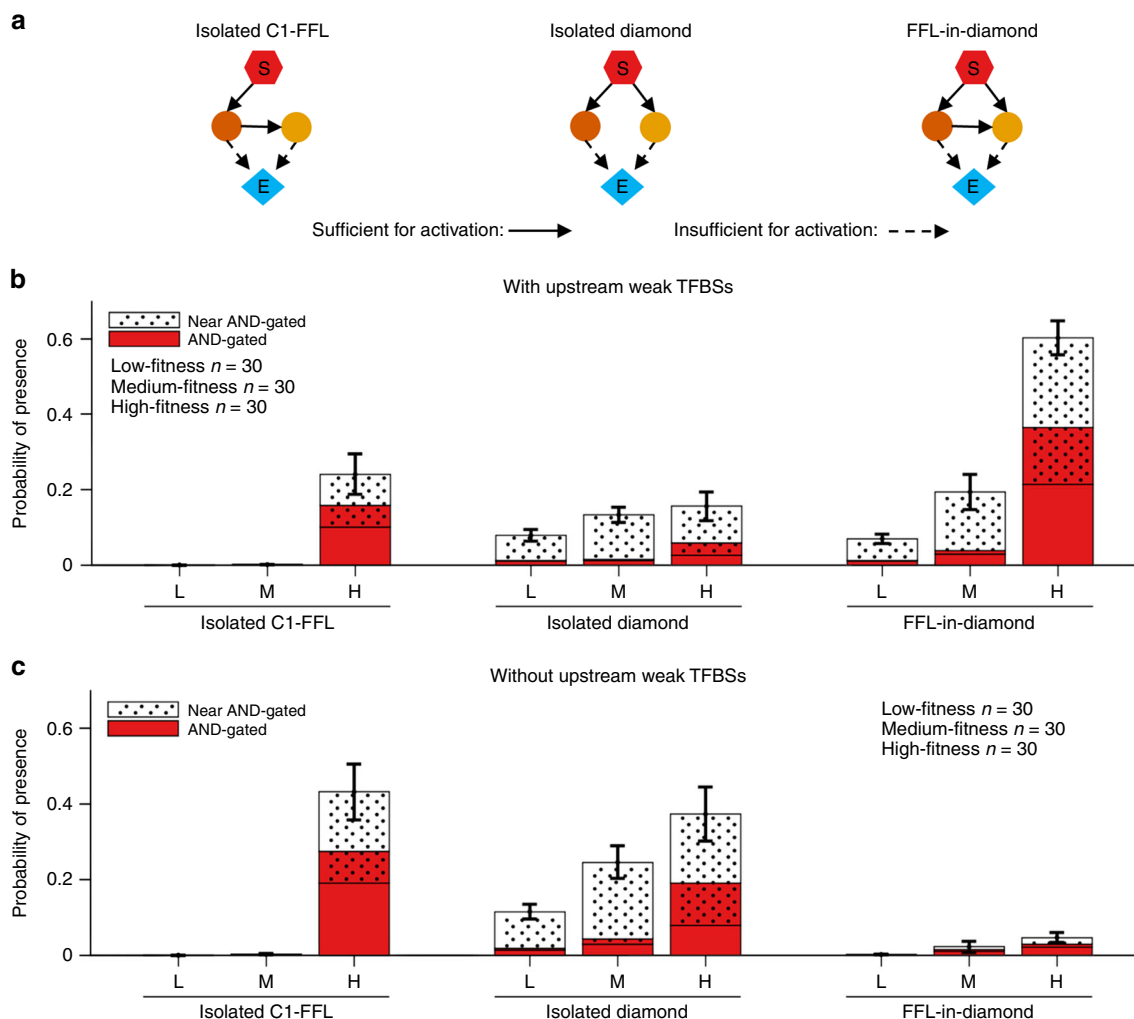 a
Isolated C1-FFL
Isolated diamond
FFL-in-diamond
S
S
S
E
E
E
Sufficient for activation:
Insufficient for activation:
b
With upstream weak TFBSs
Probability of presence
0.6
0.4
0.2
0
Near AND-gated
AND-gated
Low-fitness n = 30
Medium-fitness n = 30
High-fitness n = 30
L M H L M H L M H
Isolated C1-FFL
Isolated diamond
FFL-in-diamond
c
Without upstream weak TFBSs
Probability of presence
0.6
0.4
0.2
0
Near AND-gated
AND-gated
Low-fitness n = 30
Medium-fitness n = 30
High-fitness n = 30
L M H L M H L M H
Isolated C1-FFL
Isolated diamond
FFL-in-diamond